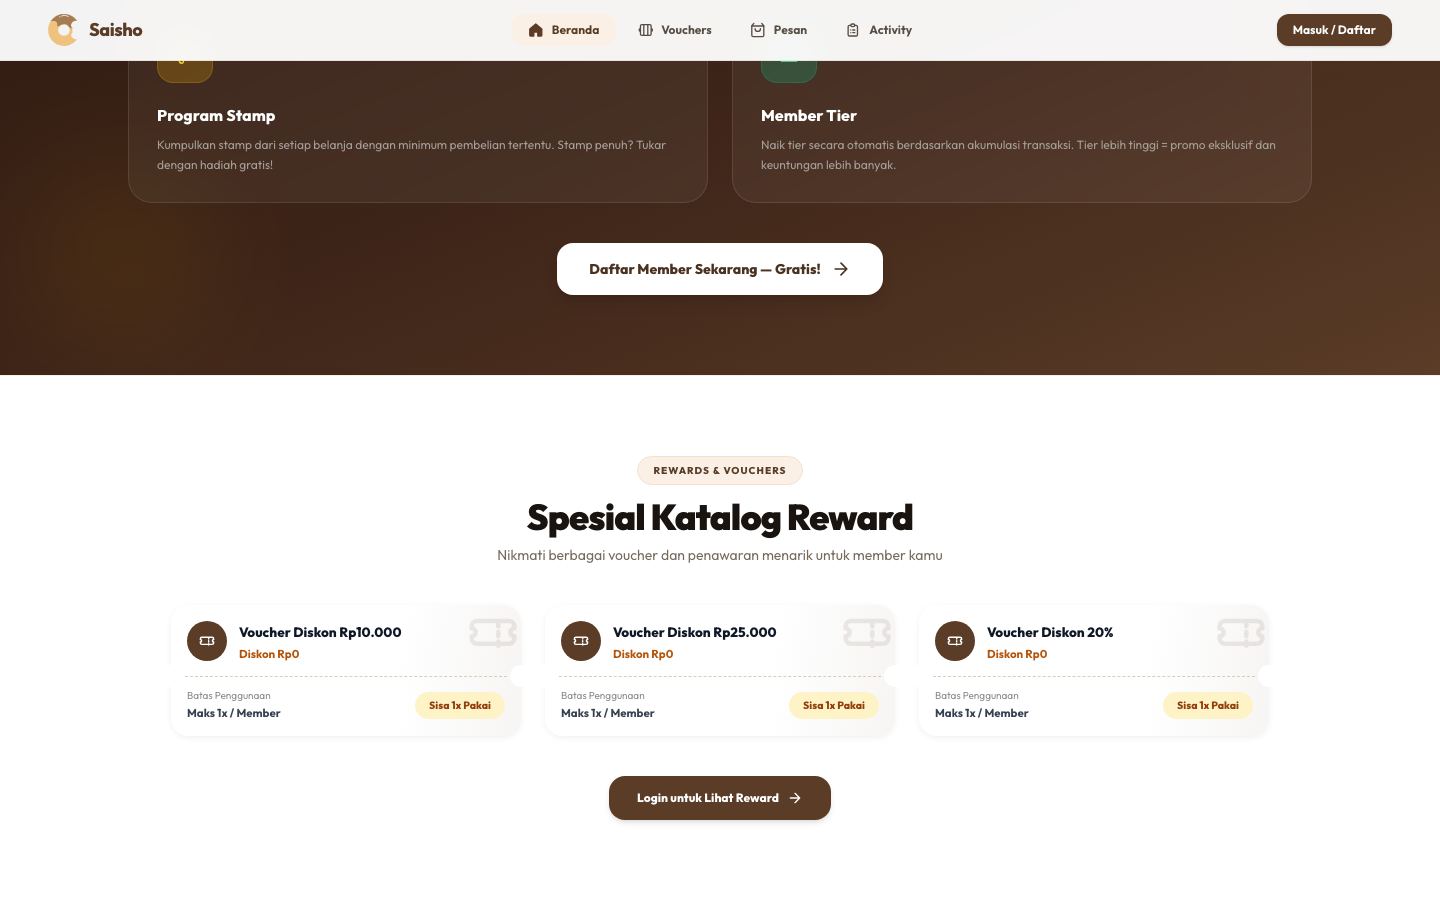 Saisho
Beranda
Vouchers
Pesan
Activity
Masuk / Daftar
Program Stamp
Kumpulkan stamp dari setiap belanja dengan minimum pembelian tertentu. Stamp penuh? Tukar
dengan hadiah gratis!
Member Tier
Naik tier secara otomatis berdasarkan akumulasi transaksi. Tier lebih tinggi = promo eksklusif dan
keuntungan lebih banyak.
Daftar Member Sekarang — Gratis!
REWARDS & VOUCHERS
Spesial Katalog Reward
Nikmati berbagai voucher dan penawaran menarik untuk member kamu
Voucher Diskon Rp10.000
Diskon Rp0
Batas Penggunaan
Maks 1x / Member
Sisa 1x Pakai
Voucher Diskon Rp25.000
Diskon Rp0
Batas Penggunaan
Maks 1x / Member
Sisa 1x Pakai
Voucher Diskon 20%
Diskon Rp0
Batas Penggunaan
Maks 1x / Member
Sisa 1x Pakai
Login untuk Lihat Reward